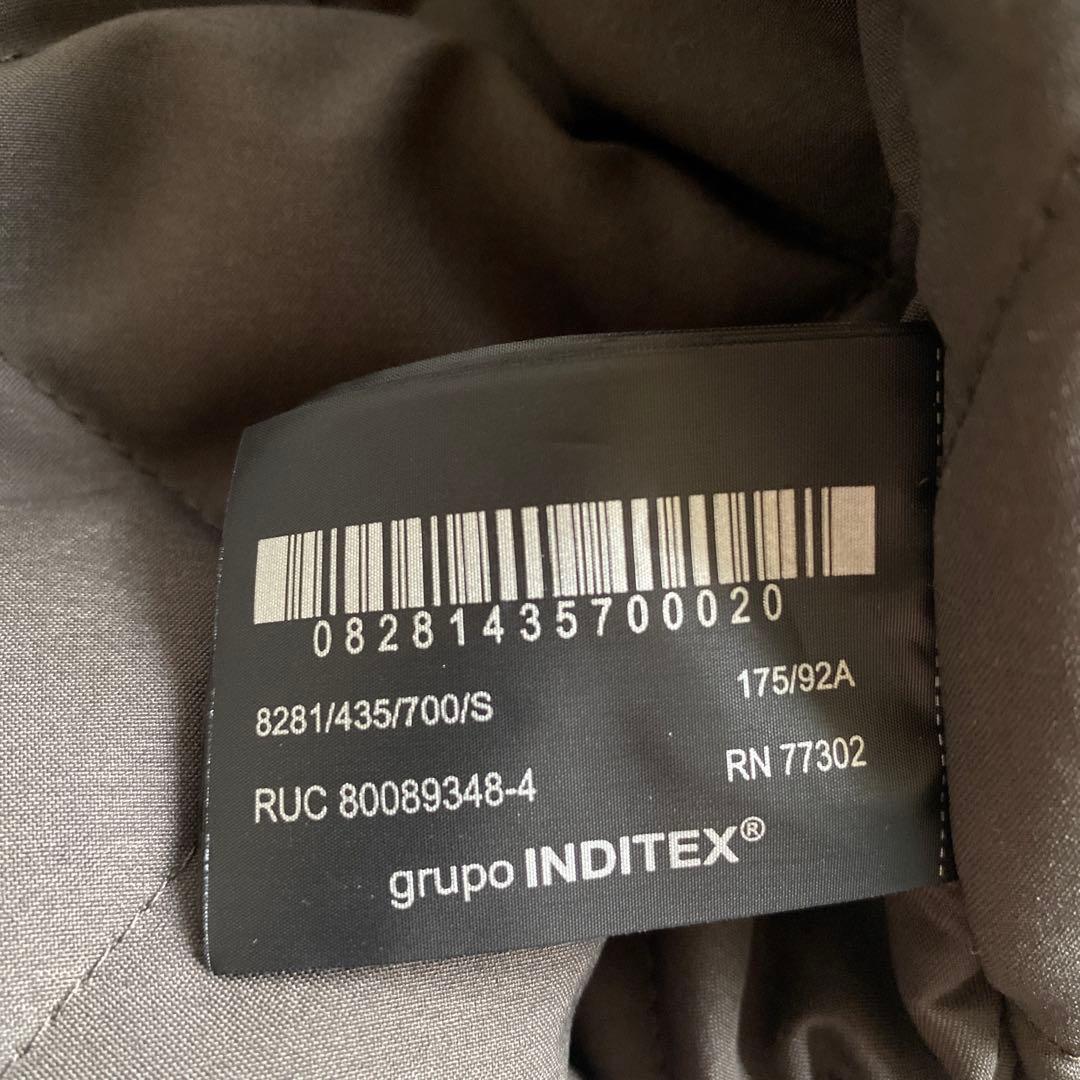 08281435700020
8281/435/700/S 175/92A
RUC 80089348-4 RN 77302
grupo INDITEX®